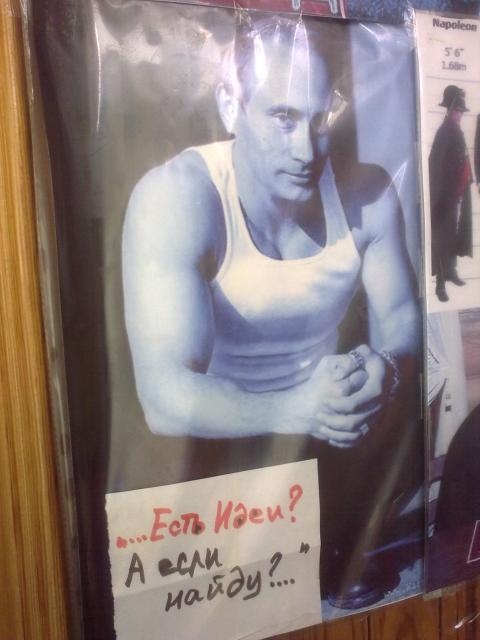 Napoleon
5' 6"
1.68m
„....Есть Идеи?
А если
найду?...."